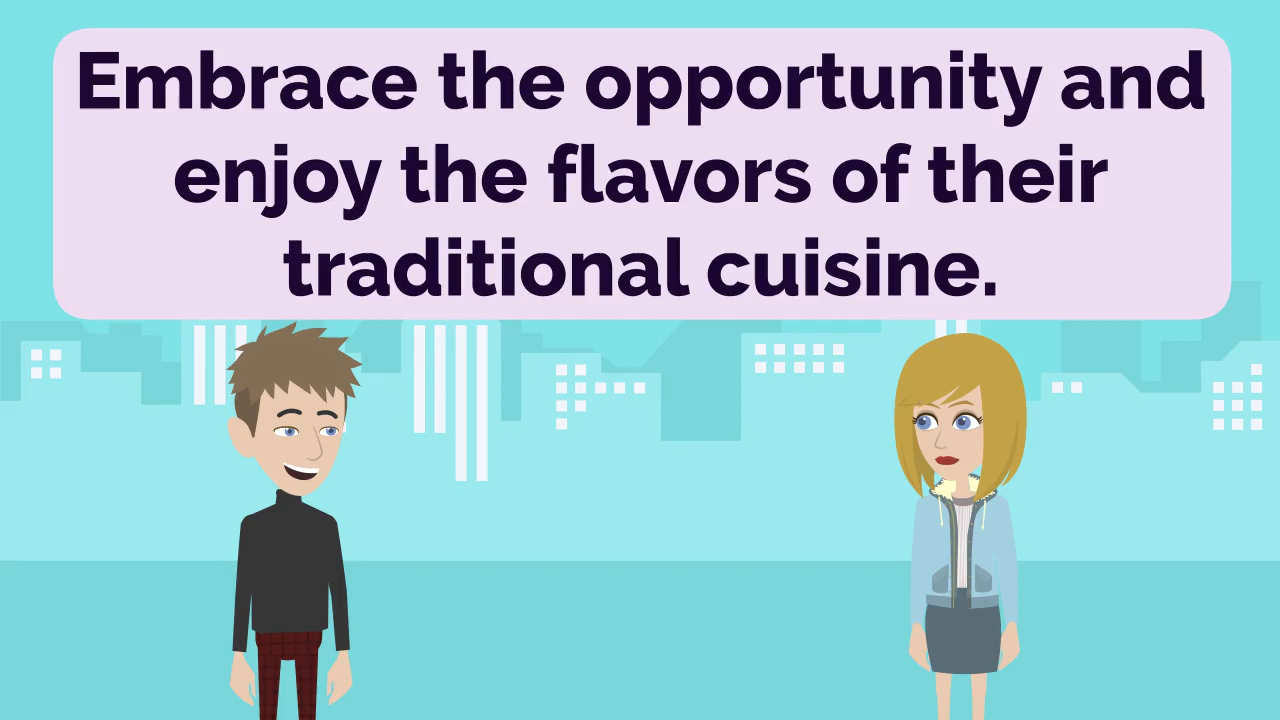 Embrace the opportunity and
enjoy the flavors of their
traditional cuisine.